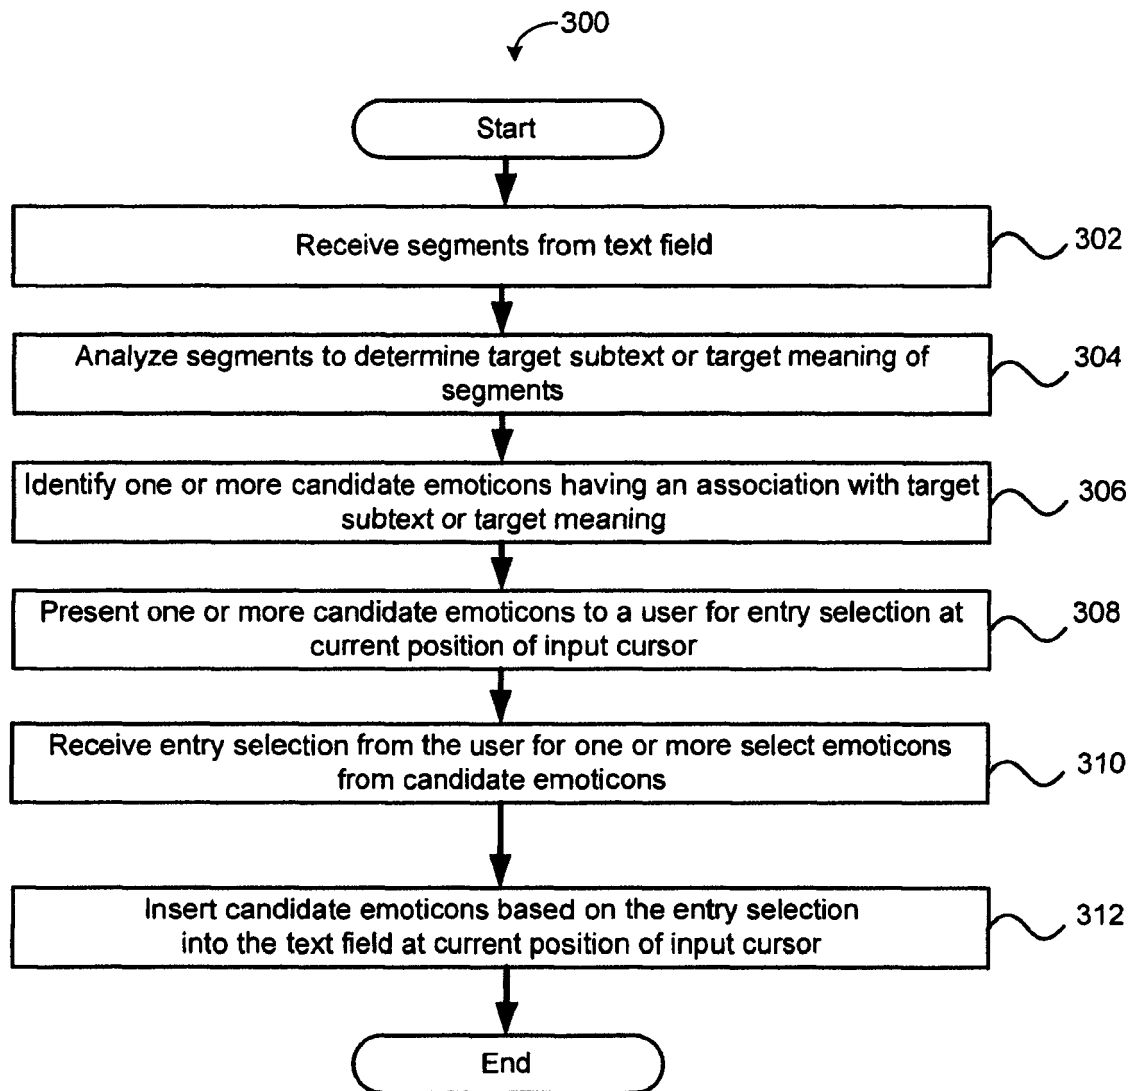 300
Start
Receive segments from text field
302
Analyze segments to determine target subtext or target meaning of
segments
304
Identify one or more candidate emoticons having an association with target
subtext or target meaning
306
Present one or more candidate emoticons to a user for entry selection at
current position of input cursor
308
Receive entry selection from the user for one or more select emoticons
from candidate emoticons
310
Insert candidate emoticons based on the entry selection
into the text field at current position of input cursor
312
End